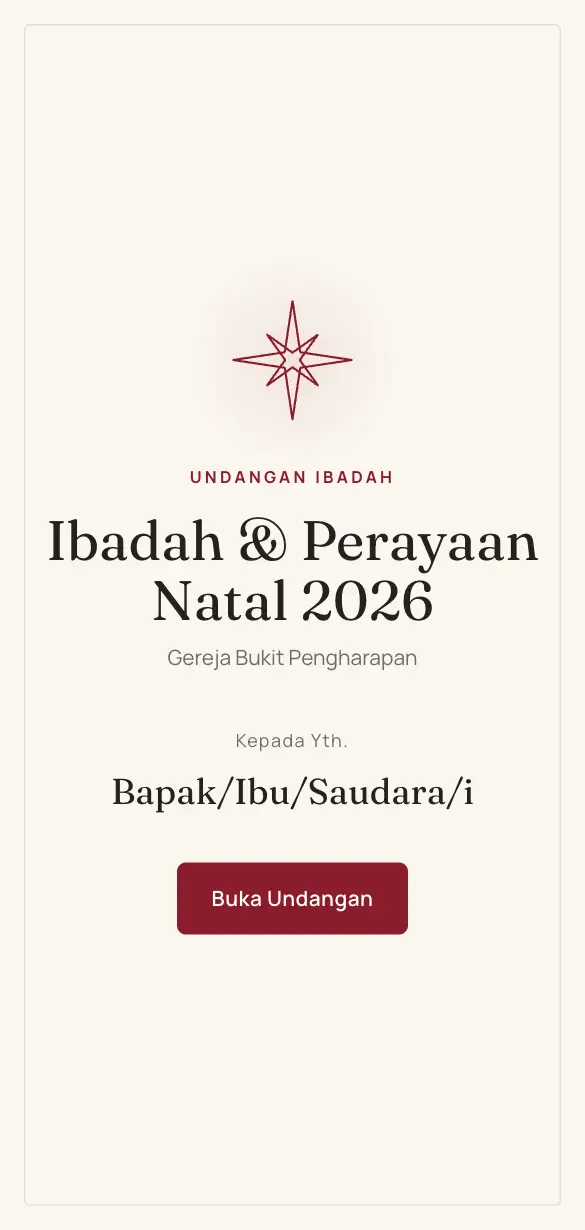 UNDANGAN IBADAH
Ibadah & Perayaan
Natal 2026
Gereja Bukit Pengharapan
Kepada Yth.
Bapak/Ibu/Saudara/i
Buka Undangan